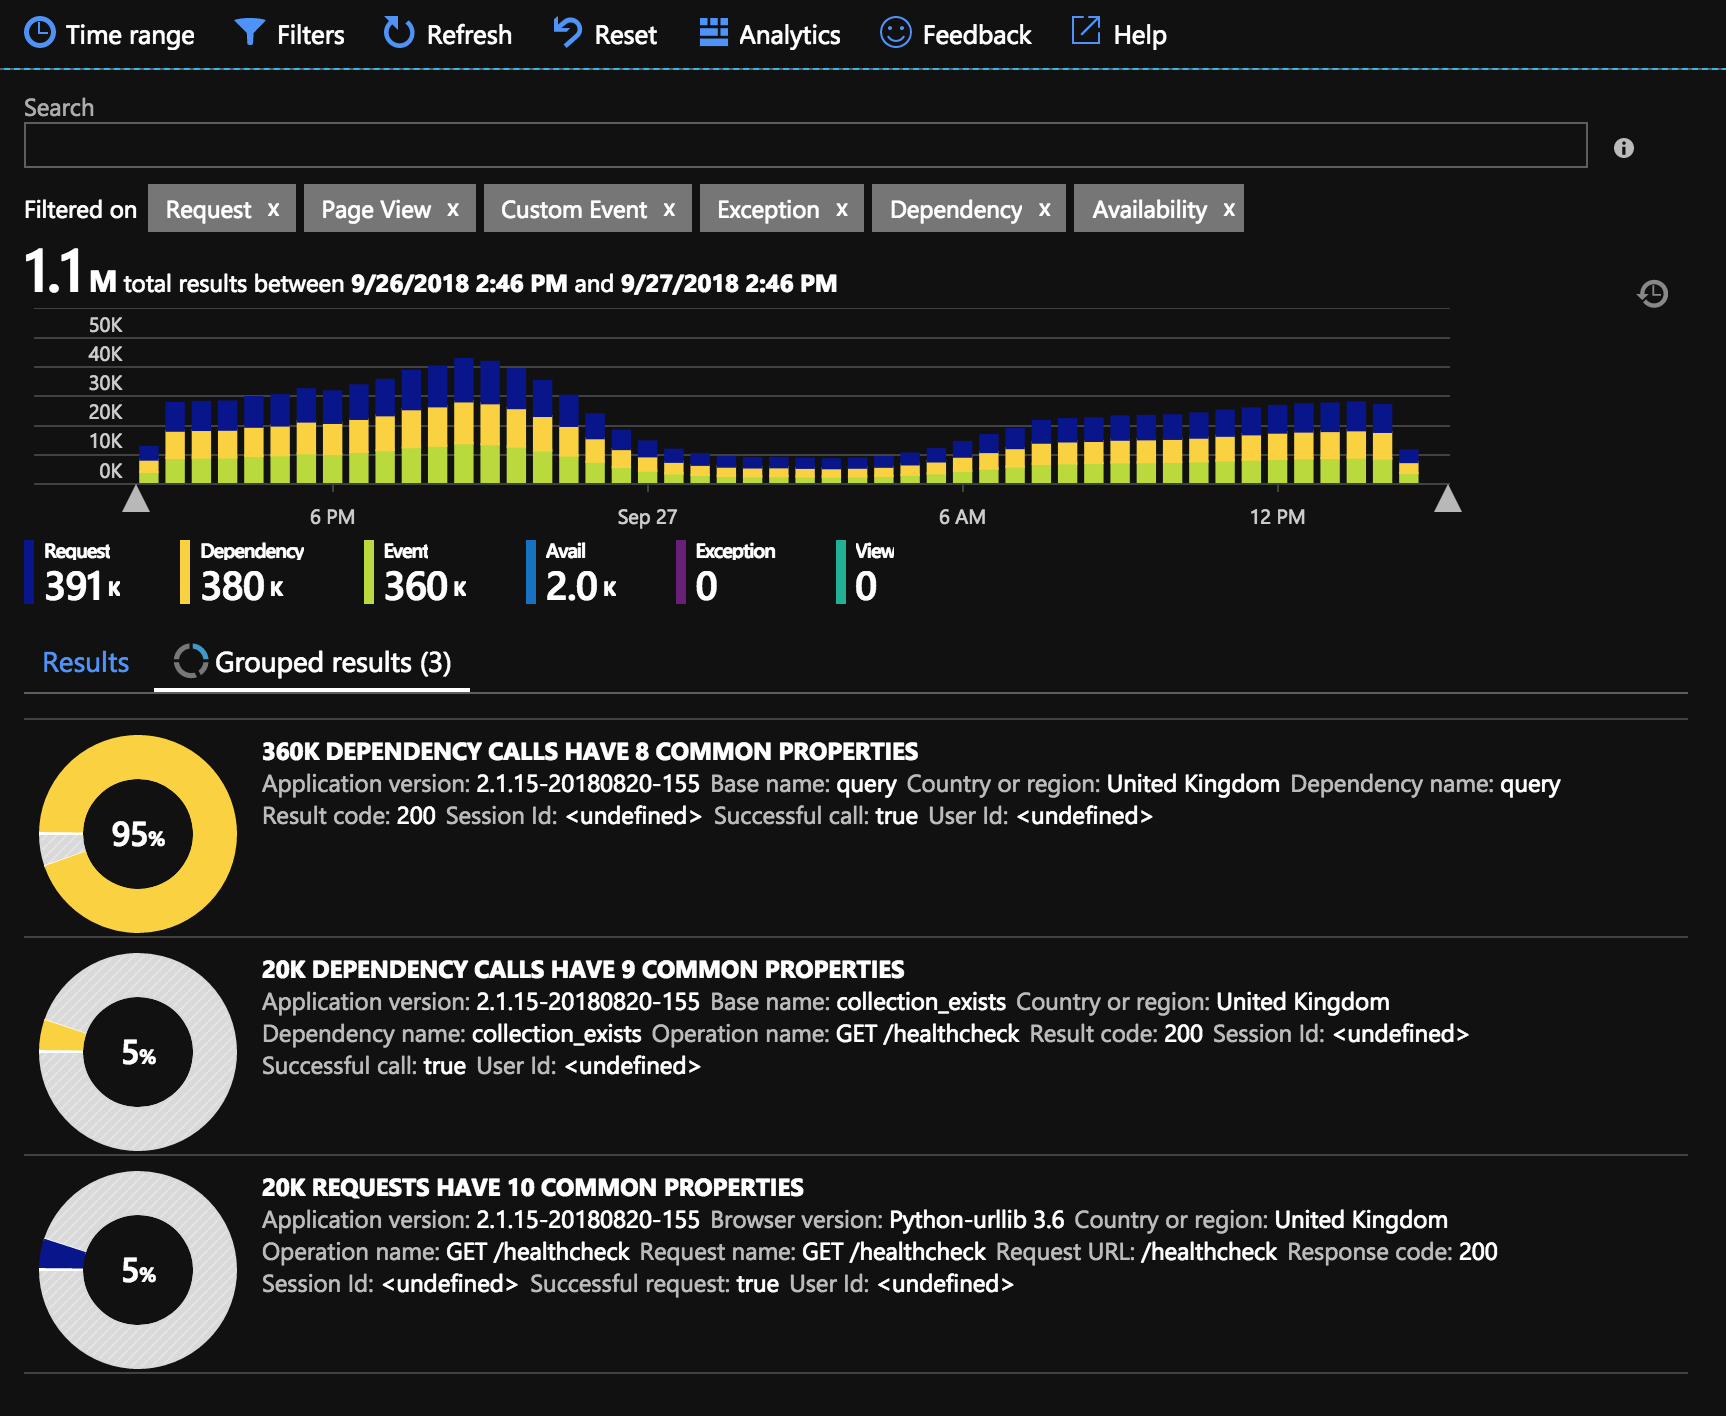 Time range Filters Refresh Reset Analytics Feedback Help
Search
Filtered on Request x Page View x Custom Event x Exception x Dependency x Availability x
1.1 M total results between 9/26/2018 2:46 PM and 9/27/2018 2:46 PM
50K
40K
30K
20K
10K
0K
6 PM Sep 27 6 AM 12 PM
Request Dependency Event Avail Exception View
391 K 380 K 360 K 2.0 K 0 0
Results Grouped results (3)
360K DEPENDENCY CALLS HAVE 8 COMMON PROPERTIES
Application version: 2.1.15-20180820-155 Base name: query Country or region: United Kingdom Dependency name: query
Result code: 200 Session Id: <undefined> Successful call: true User Id: <undefined>
95%
20K DEPENDENCY CALLS HAVE 9 COMMON PROPERTIES
Application version: 2.1.15-20180820-155 Base name: collection_exists Country or region: United Kingdom
Dependency name: collection_exists Operation name: GET /healthcheck Result code: 200 Session Id: <undefined>
Successful call: true User Id: <undefined>
5%
20K REQUESTS HAVE 10 COMMON PROPERTIES
Application version: 2.1.15-20180820-155 Browser version: Python-urllib 3.6 Country or region: United Kingdom
Operation name: GET /healthcheck Request name: GET /healthcheck Request URL: /healthcheck Response code: 200
Session Id: <undefined> Successful request: true User Id: <undefined>
5%